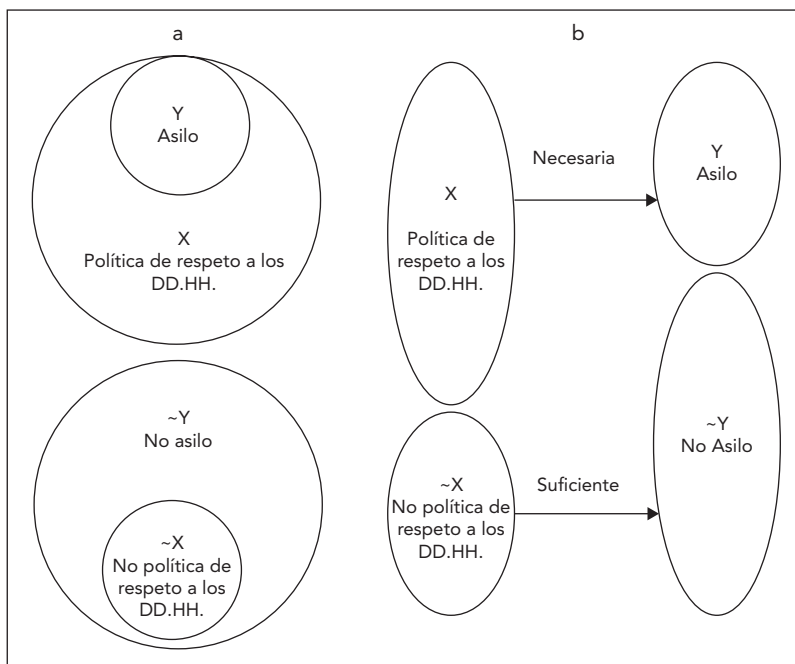 a
Y
Asilo
X
Política de respeto a los
DD.HH.
~Y
No asilo
~X
No política de
respeto a los
DD.HH.
b
X
Política de
respeto a los
DD.HH.
Necesaria
Y
Asilo
~X
No política de
respeto a los
DD.HH.
Suficiente
~Y
No Asilo